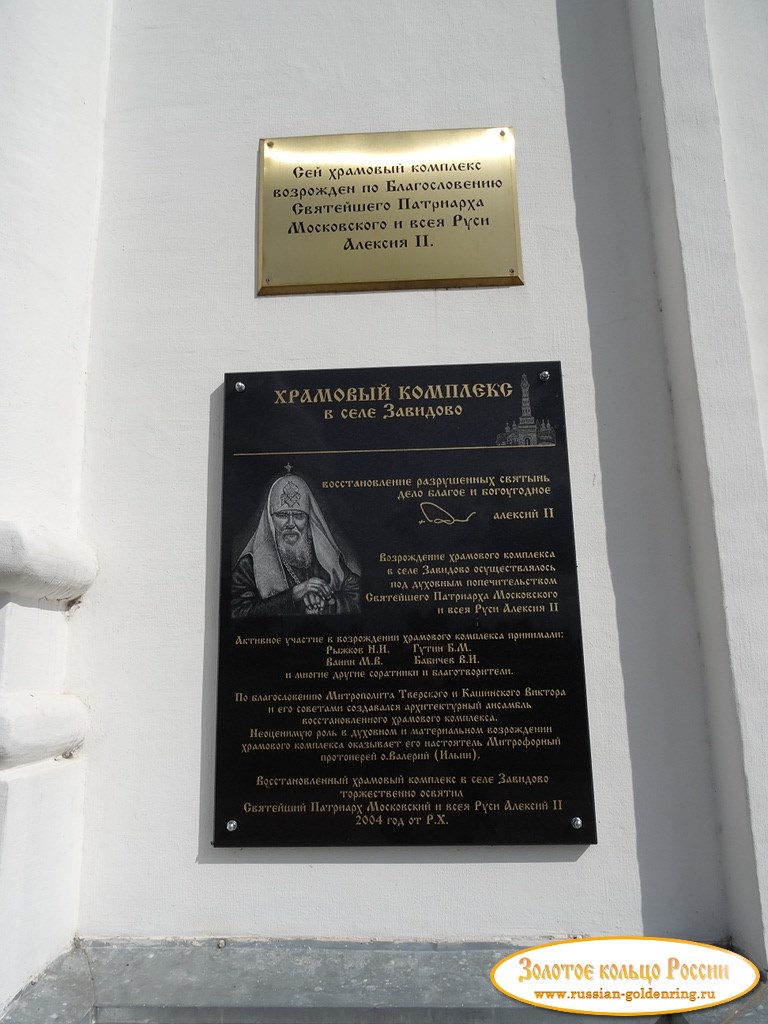 Сей храмовый комплекс
возрожден по Благословению
Святейшего Патриарха
Московского и всея Руси
Алексия II.
ХРАМОВЫЙ КОМПЛЕКС
в селе Завидово
восстановление разрушенных святынь
дело благое и богоугодное
алексий II
Возрождение храмового комплекса
в селе Завидово осуществлялось
под духовным попечительством
Святейшего Патриарха Московского
и всея Руси Алексия II
Активное участие в возрождении храмового комплекса принимали:
Рыжков Н.И. Гутин Б.М.
Ванин М.В. Бабичев В.И.
и многие другие соратники и благотворители.
По благословению Митрополита Тверского и Кашинского Виктора
и его советами создавался архитектурный ансамбль
восстановленного храмового комплекса.
Неоценимую роль в духовном и материальном возрождении
храмового комплекса оказывает его настоятель Митрофорный
протоерей о.Валерий (Ильин).
Восстановленный храмовый комплекс в селе Завидово
торжественно освятил
Святейший Патриарх Московский и всея Руси Алексий II
2004 год от Р.Х.
Золотое кольцо России
www.russian-goldenring.ru